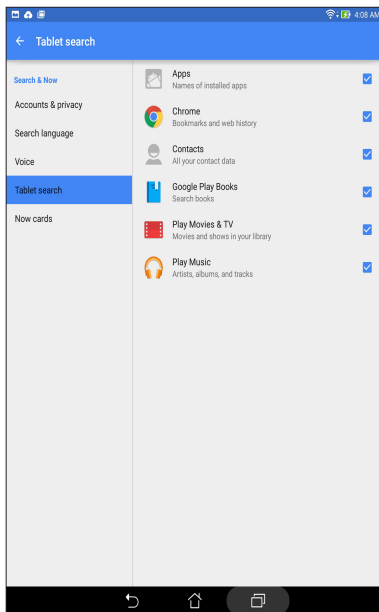 4:08 AM
Tablet search
Search & Now
Accounts & privacy
Search language
Voice
Tablet search
Now cards
Apps
Names of installed apps
Chrome
Bookmarks and web history
Contacts
All your contact data
Google Play Books
Search books
Play Movies & TV
Movies and shows in your library
Play Music
Artists, albums, and tracks